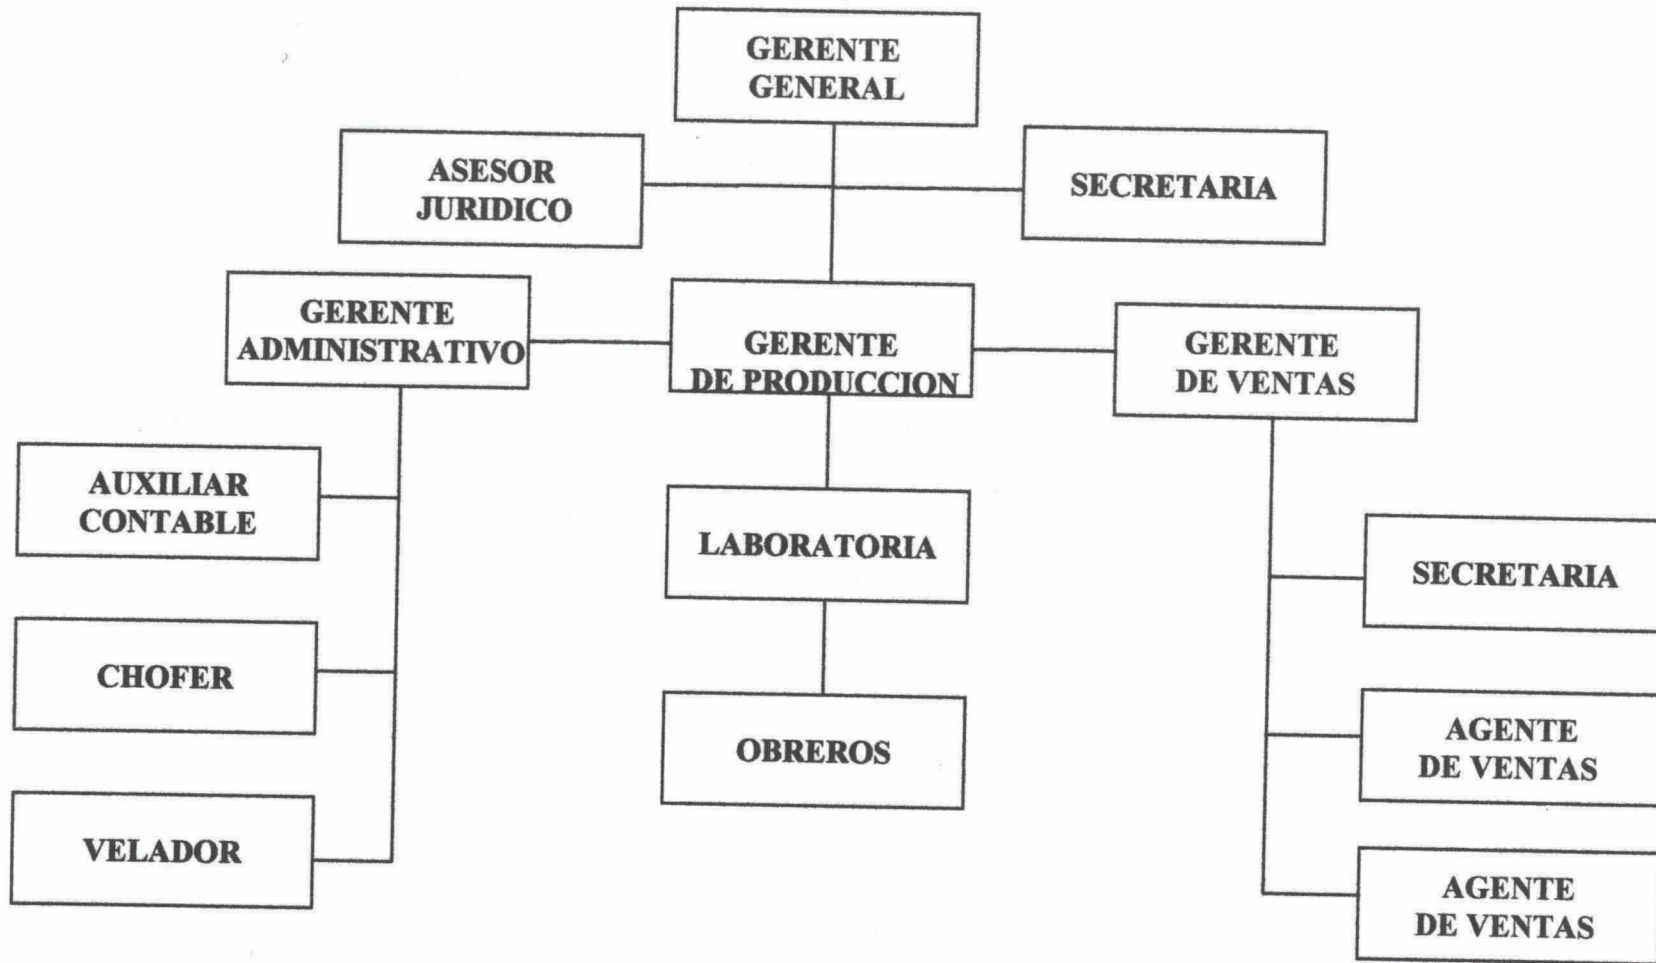 GERENTE
GENERAL
ASESOR
JURIDICO
SECRETARIA
GERENTE
ADMINISTRATIVO
GERENTE
DE PRODUCCION
GERENTE
DE VENTAS
AUXILIAR
CONTABLE
LABORATORIA
SECRETARIA
CHOFER
OBREROS
AGENTE
DE VENTAS
VELADOR
AGENTE
DE VENTAS